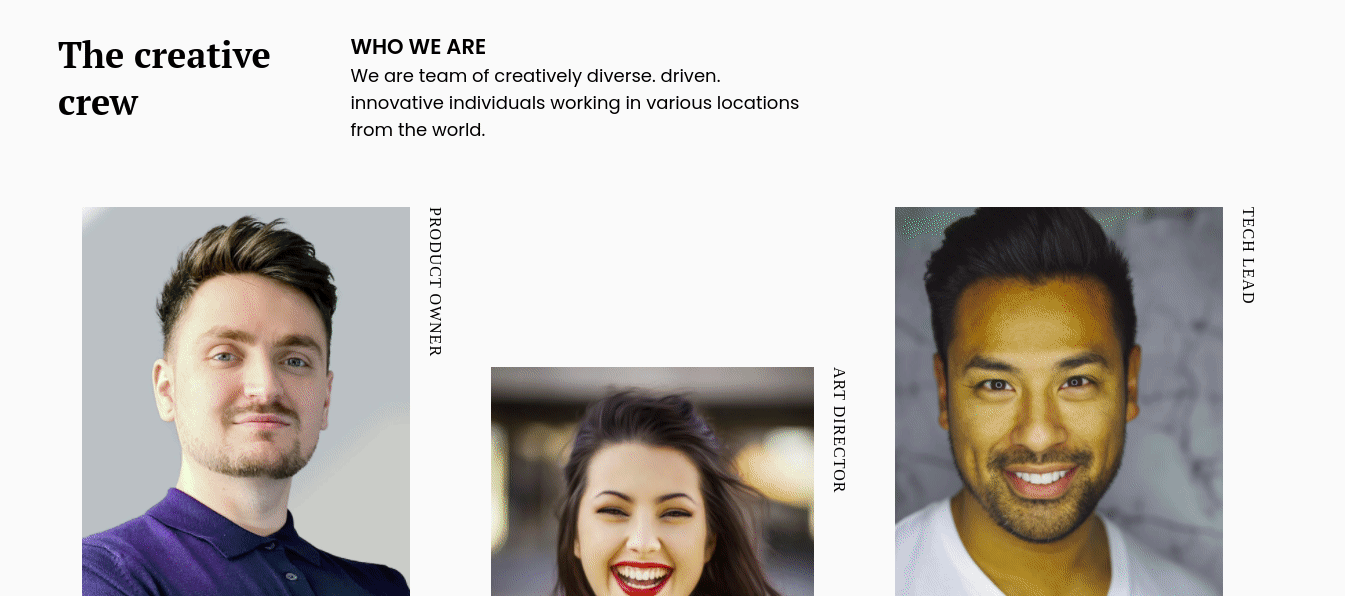 The creative
crew
WHO WE ARE
We are team of creatively diverse. driven.
innovative individuals working in various locations
from the world.
PRODUCT OWNER
ART DIRECTOR
TECH LEAD